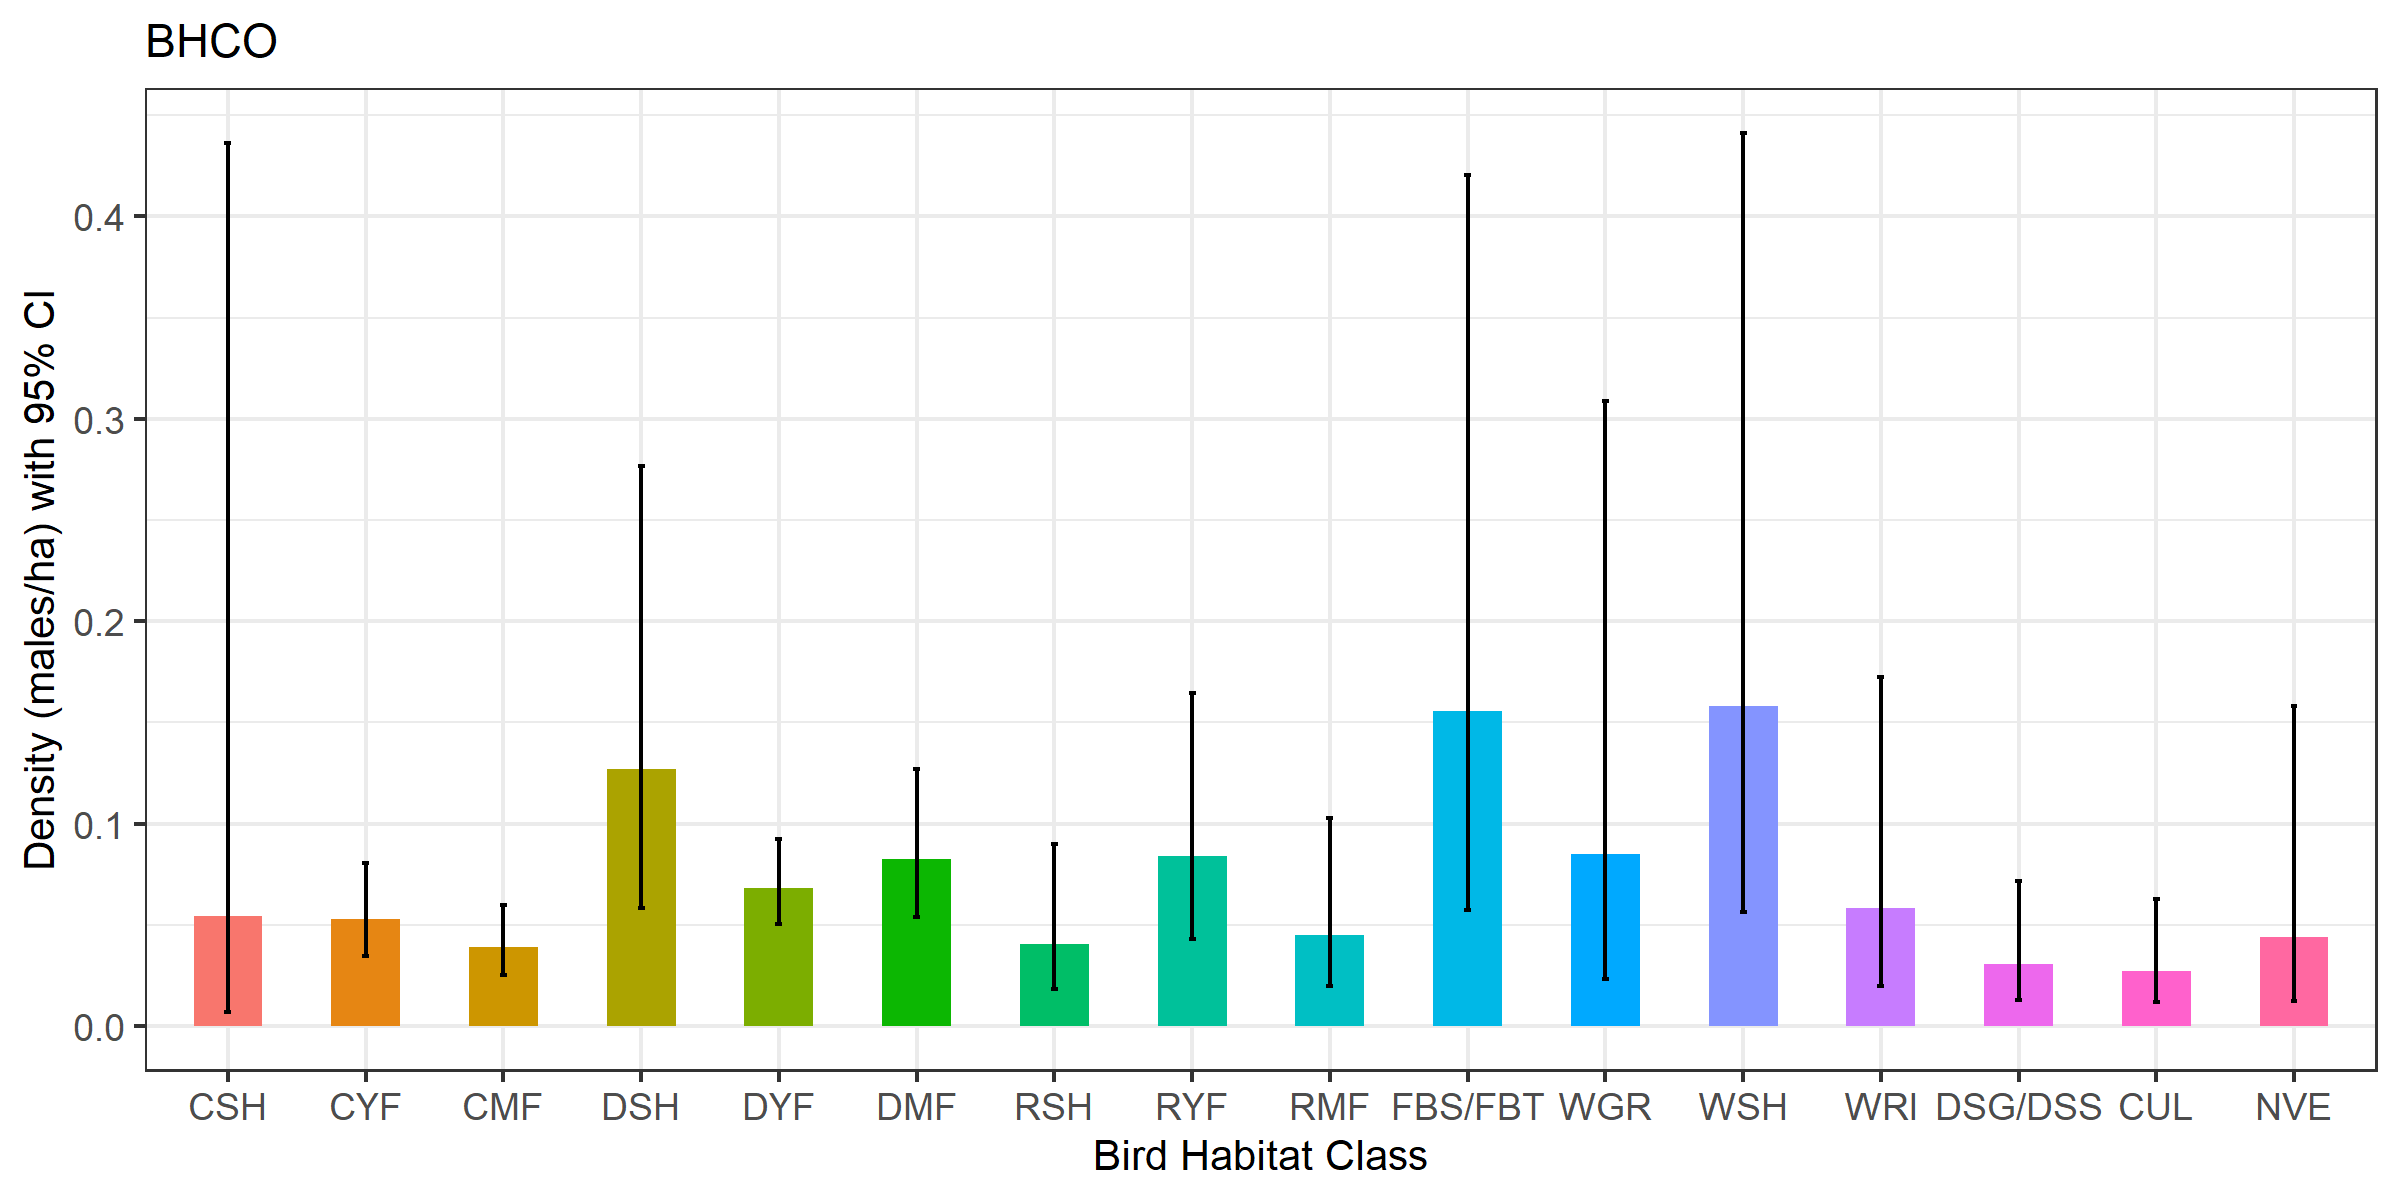 BHCO
Density (males/ha) with 95% CI
0.4
0.3
0.2
0.1
0.0
CSH CYF CMF DSH DYF DMF RSH RYF RMF FBS/FBT WGR WSH WRI DSG/DSS CUL NVE
Bird Habitat Class